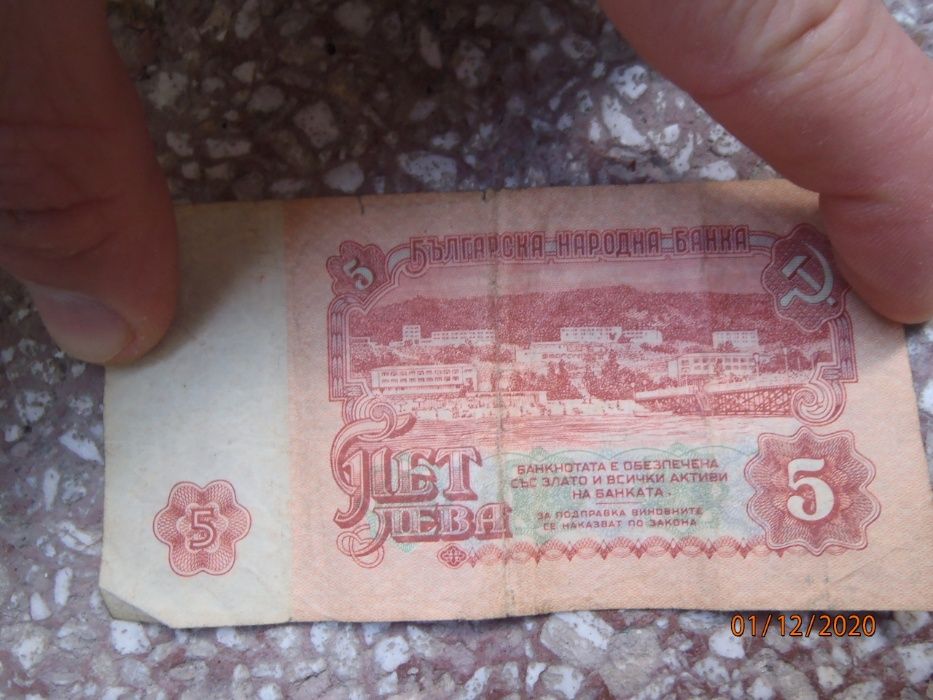 БЪЛГАРСКА НАРОДНА БАНКА
5
ПЕТ
ЛЕВА
БАНКНОТАТА Е ОБЕЗПЕЧЕНА
СЪС ЗЛАТО И ВСИЧКИ АКТИВИ
НА БАНКАТА.
ЗА ПОДПРАВКА ВИНОВНИТЕ
СЕ НАКАЗВАТ ПО ЗАКОНА
5
5
01/12/2020